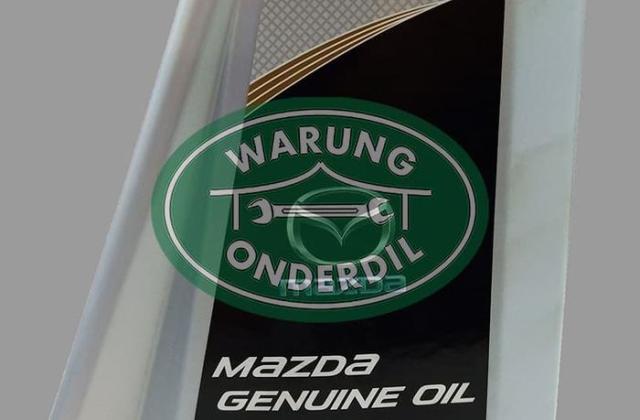 WARUNG
ONDERDIL
mazda
mazda
GENUINE OIL